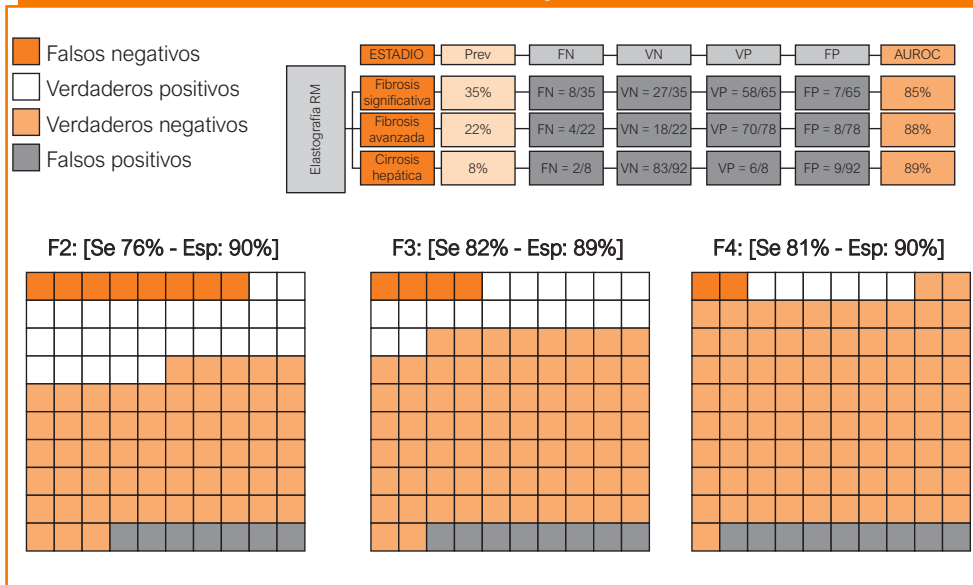 Falsos negativos
Verdaderos positivos
Verdaderos negativos
Falsos positivos
Elastografía RM
ESTADIO Prev FN VN VP FP AUROC
Fibrosis
significativa 35% FN = 8/35 VN = 27/35 VP = 58/65 FP = 7/65 85%
Fibrosis
avanzada 22% FN = 4/22 VN = 18/22 VP = 70/78 FP = 8/78 88%
Cirrosis
hepática 8% FN = 2/8 VN = 83/92 VP = 6/8 FP = 9/92 89%
F2: [Se 76% - Esp: 90%] F3: [Se 82% - Esp: 89%] F4: [Se 81% - Esp: 90%]